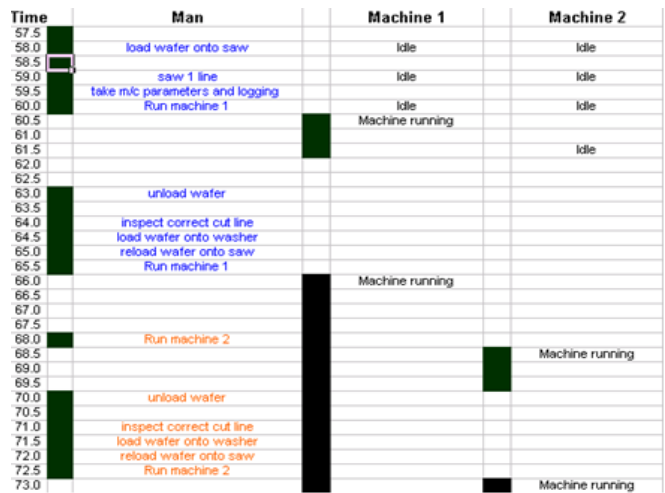 Time Man Machine 1 Machine 2
57.5
58.0 load wafer onto saw Idle Idle
58.5
59.0 saw 1 line Idle Idle
59.5 take m/c parameters and logging
60.0 Run machine 1 Idle Idle
60.5 Machine running
61.0
61.5 Idle
62.0
62.5
63.0 unload wafer
63.5
64.0 inspect correct cut line
64.5 load wafer onto washer
65.0 reload wafer onto saw
65.5 Run machine 1
66.0 Machine running
66.5
67.0
67.5
68.0 Run machine 2
68.5 Machine running
69.0
69.5
70.0 unload wafer
70.5
71.0 inspect correct cut line
71.5 load wafer onto washer
72.0 reload wafer onto saw
72.5 Run machine 2
73.0 Machine running